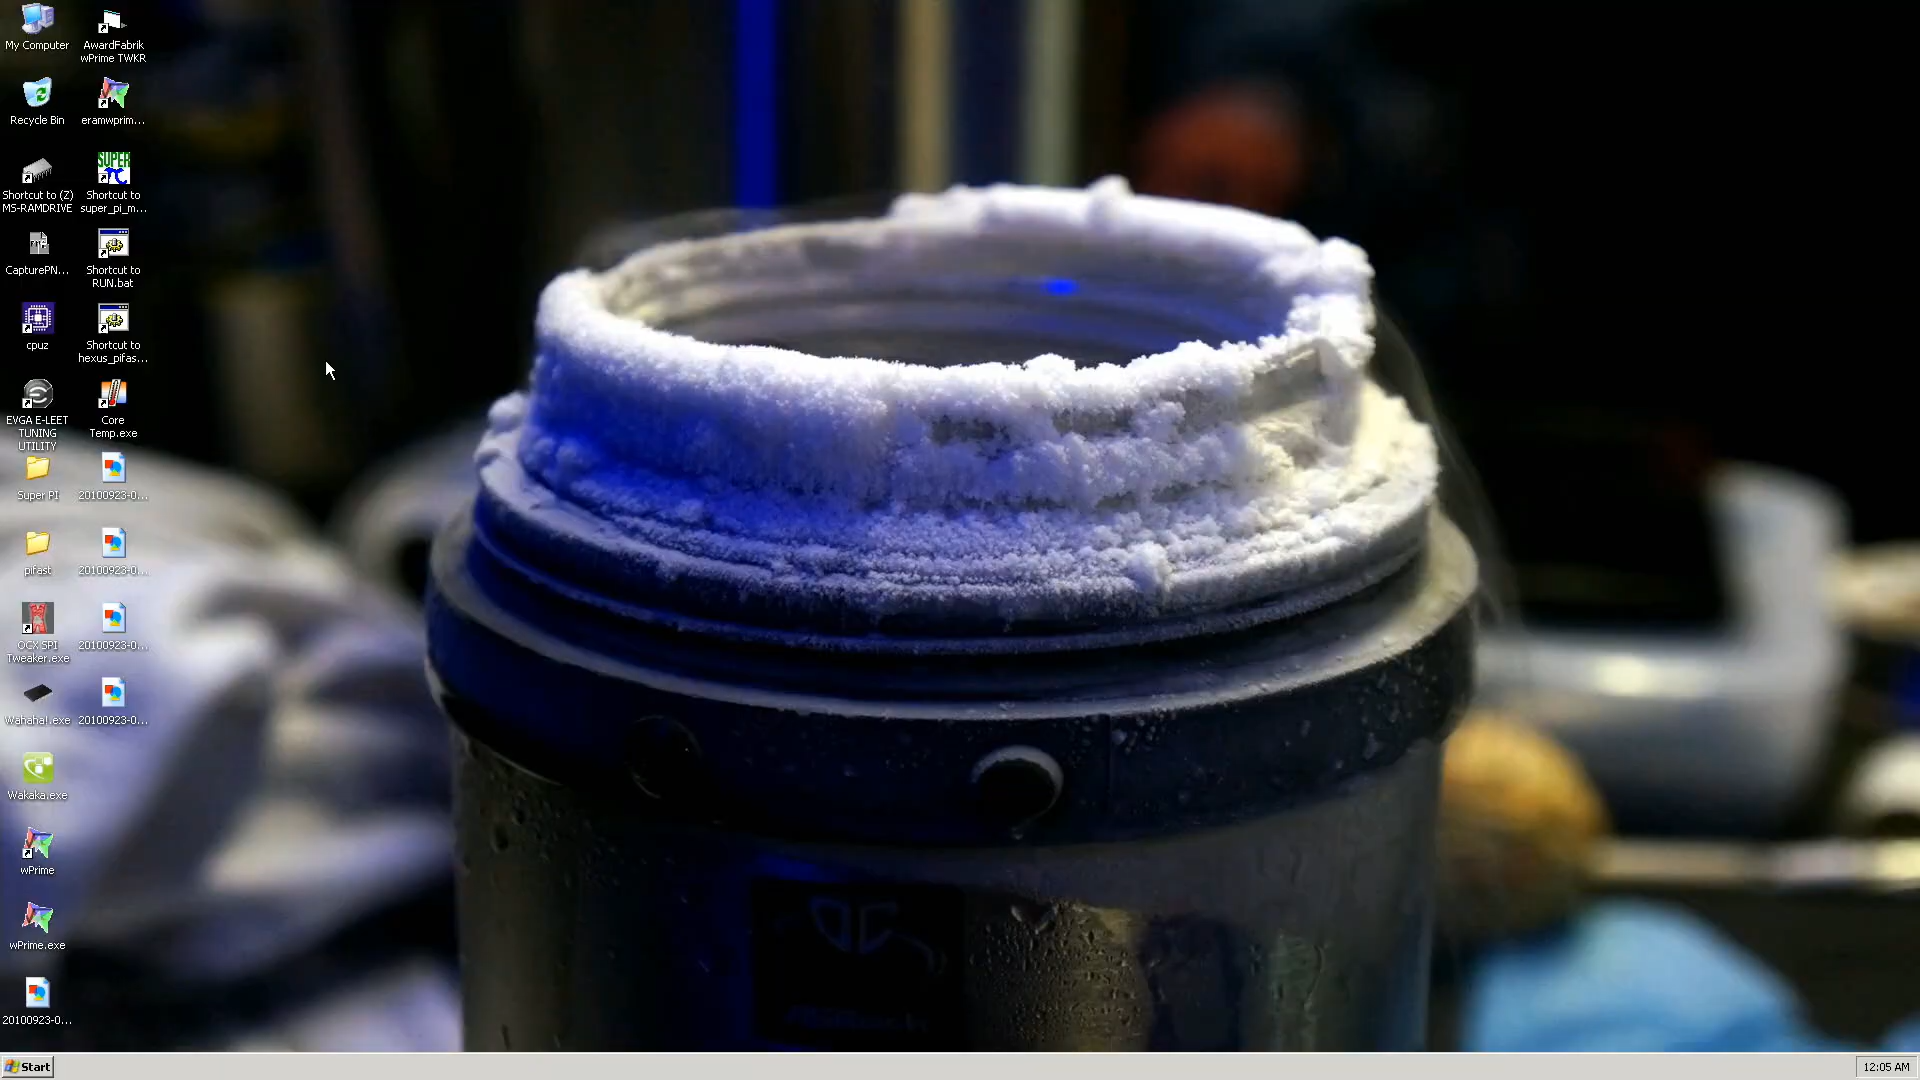 My Computer
AwardFabrik
wPrime TWKR
Recycle Bin
eramwprim...
Shortcut to (Z)
MS-RAMDRIVE
SUPER
Shortcut to
super_pi_m...
CapturePN...
Shortcut to
RUN.bat
cpuz
Shortcut to
hexus_pifas...
EVGA E-LEET
TUNING
UTILITY
Core
Temp.exe
Super PI
20100923-0...
pifast
20100923-0...
OCX SPI
Tweaker.exe
20100923-0...
Wahaha!.exe
20100923-0...
Wakaka.exe
wPrime
wPrime.exe
20100923-0...
Start
12:05 AM